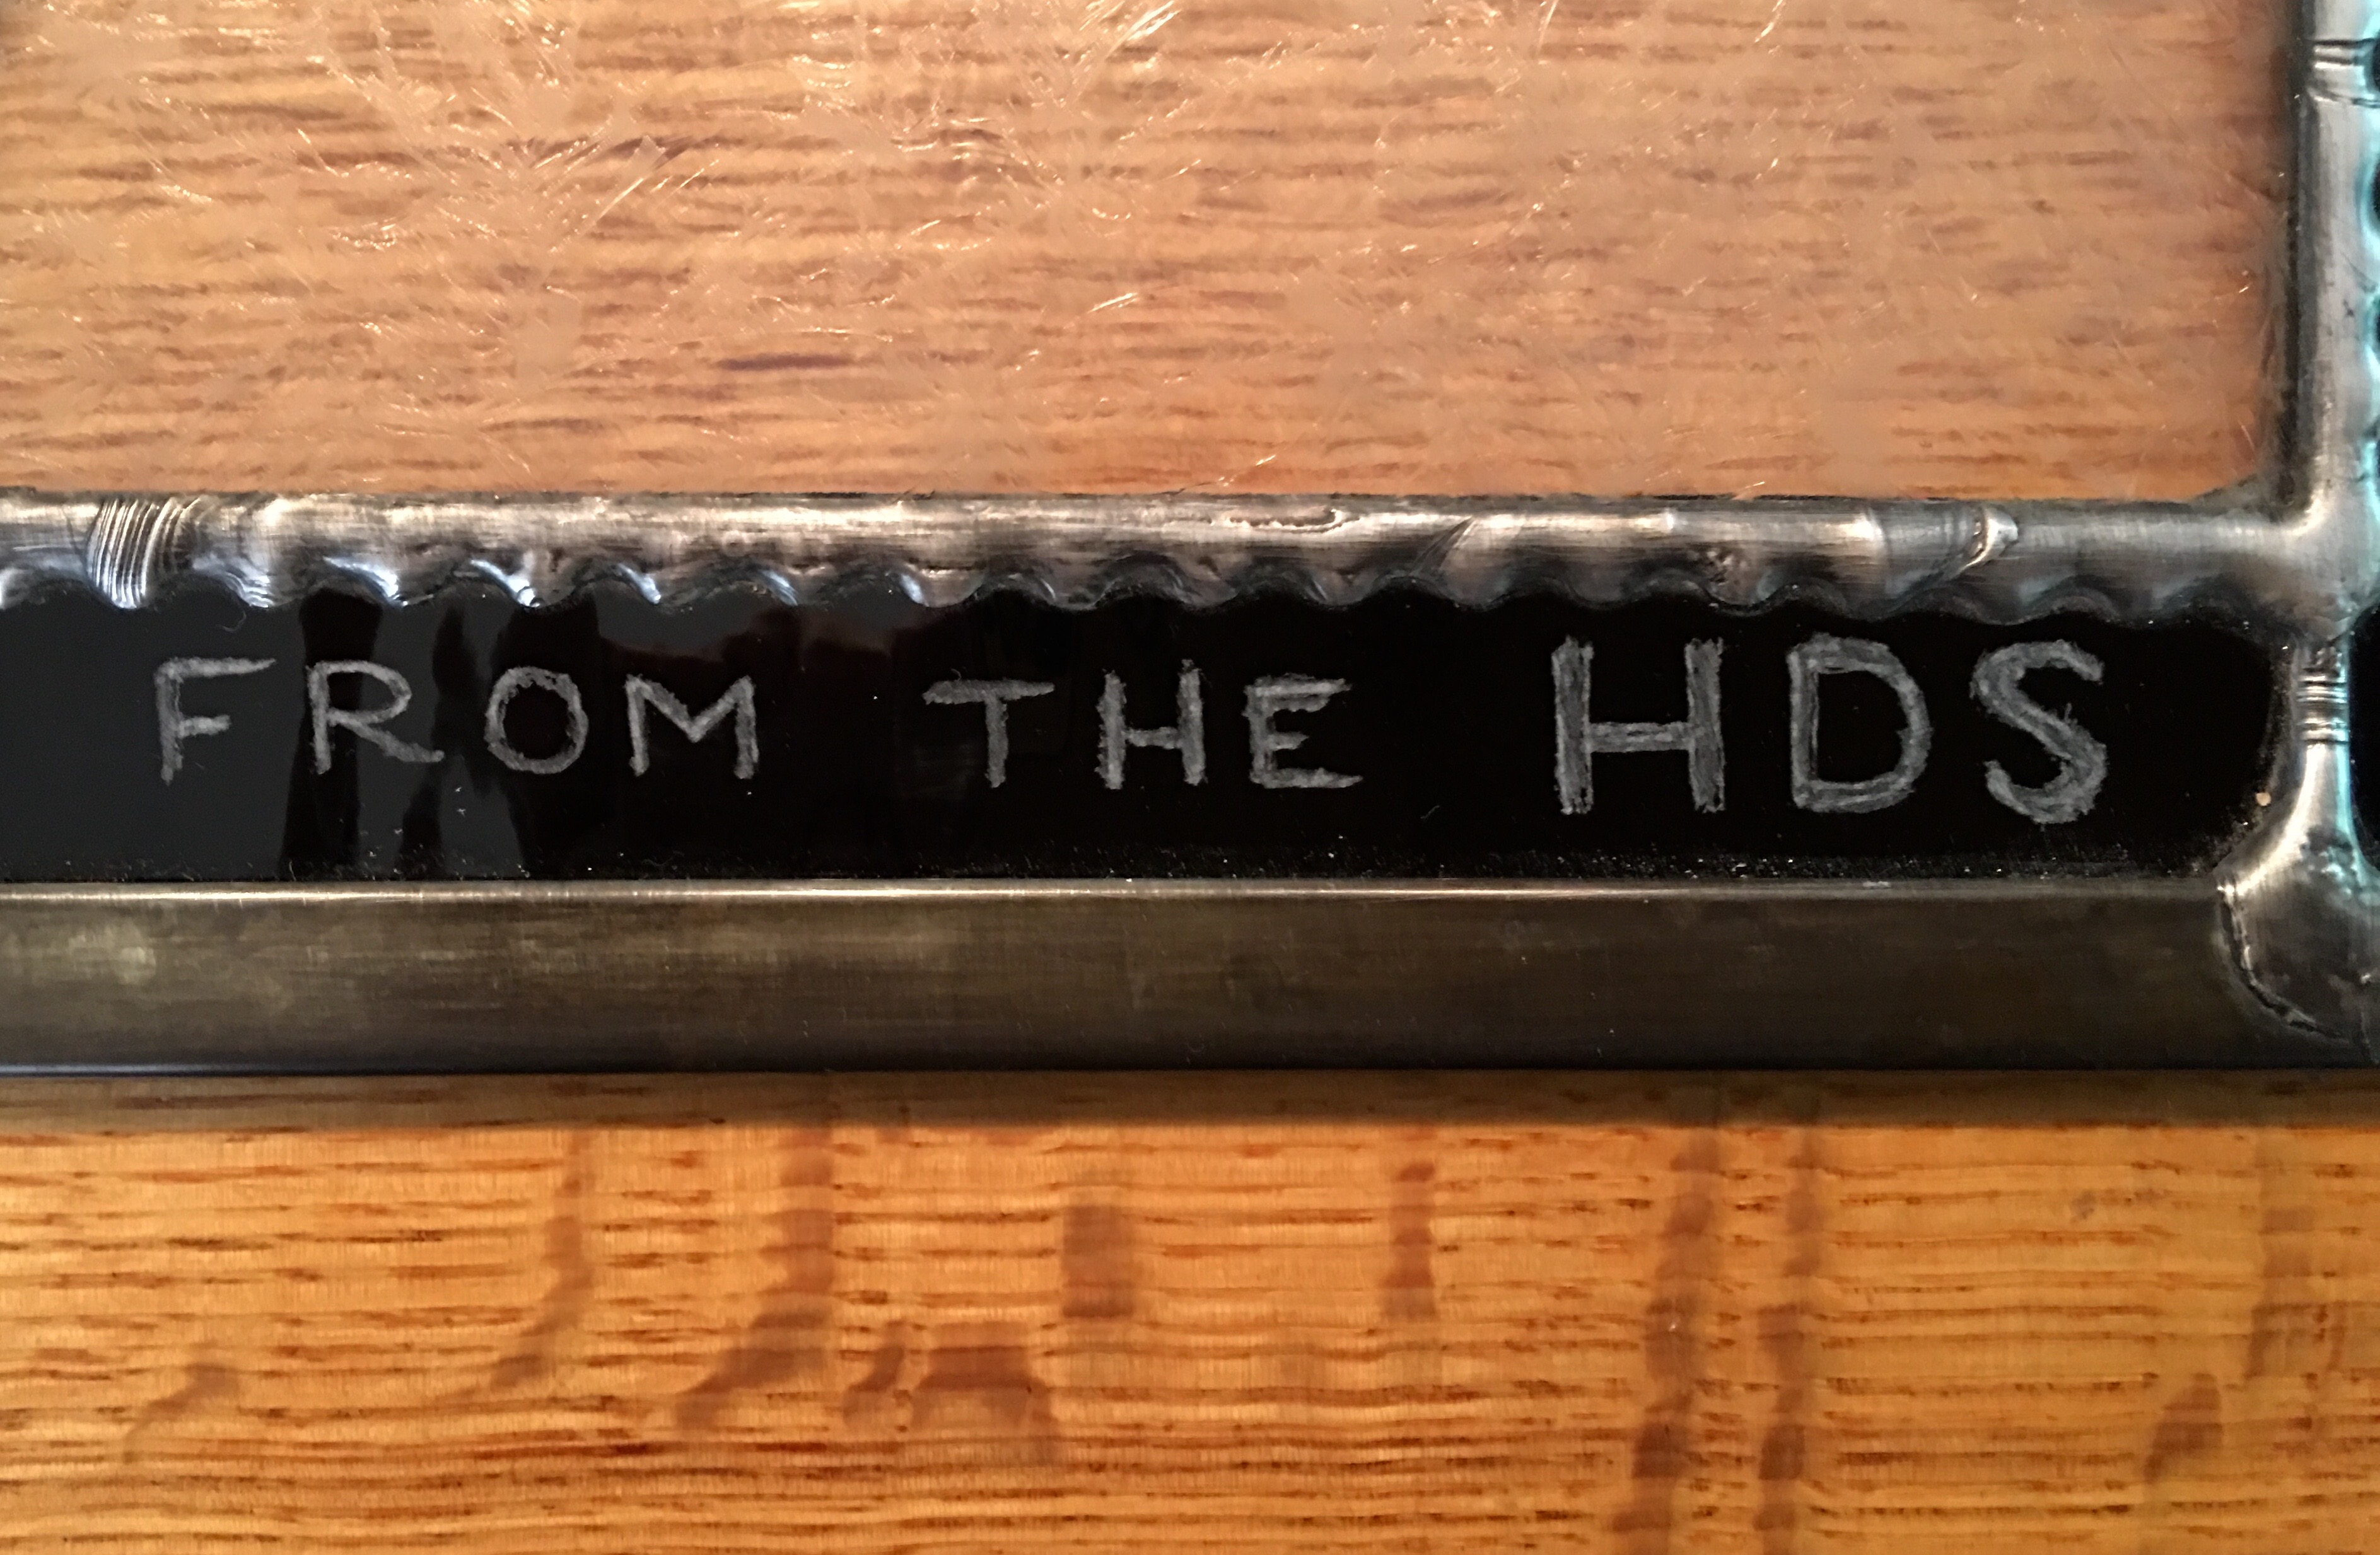 FROM THE HDS